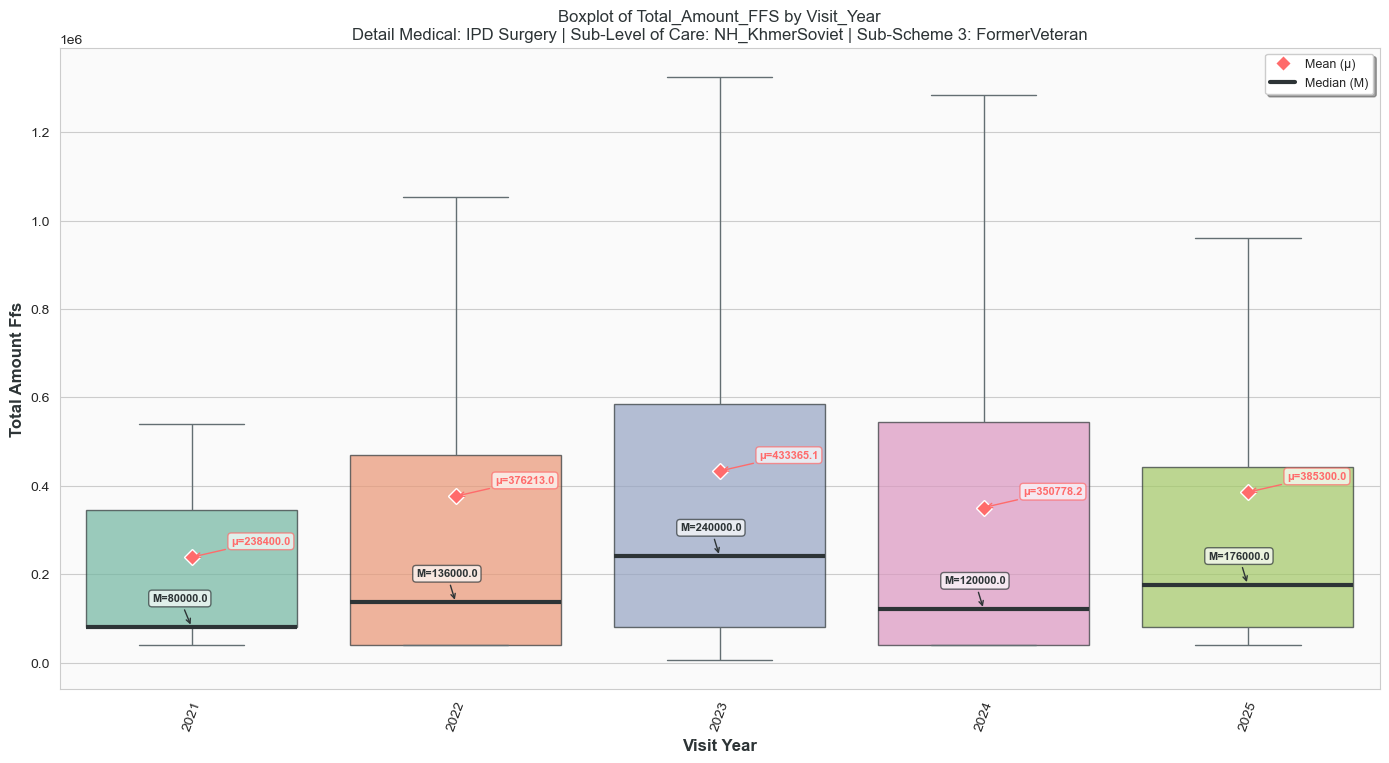 Boxplot of Total_Amount_FFS by Visit_Year
Detail Medical: IPD Surgery | Sub-Level of Care: NH_KhmerSoviet | Sub-Scheme 3: FormerVeteran
1e6
Mean (μ)
Median (M)
1.2
1.0
0.8
0.6
0.4
0.2
0.0
Total Amount Ffs
μ=238400.0
M=80000.0
μ=376213.0
M=136000.0
μ=433365.1
M=240000.0
μ=350778.2
M=120000.0
μ=385300.0
M=176000.0
2021
2022
2023
2024
2025
Visit Year